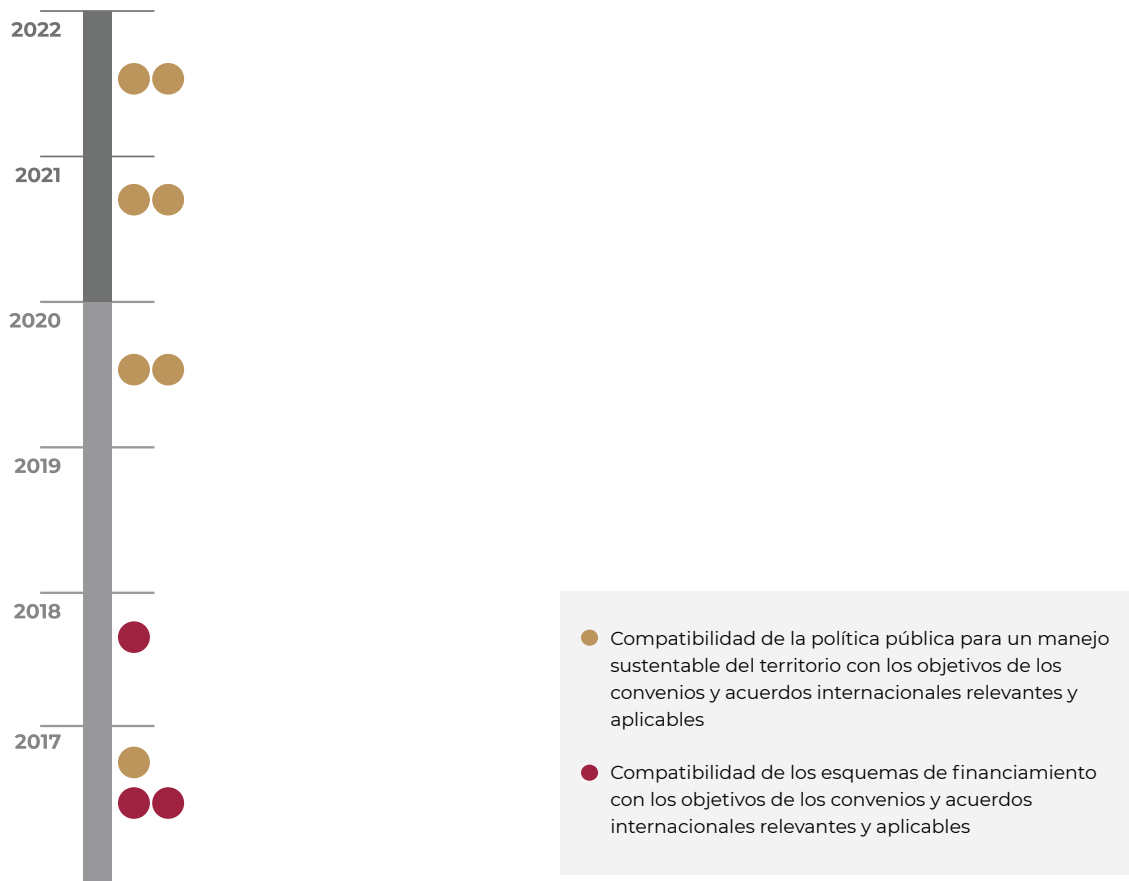 2022
2021
2020
2019
2018
2017
Compatibilidad de la política pública para un manejo
sustentable del territorio con los objetivos de los
convenios y acuerdos internacionales relevantes y
aplicables
Compatibilidad de los esquemas de financiamiento
con los objetivos de los convenios y acuerdos
internacionales relevantes y aplicables